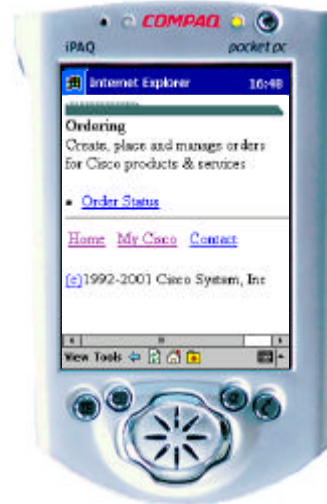 COMPAQ
iPAQ pocket pc
Internet Explorer 16:48
Ordering
Create, place and manage orders
for Cisco products & services
• Order Status
Home My Cisco Contact
(c)1992-2001 Cisco System, Inc
View Tools